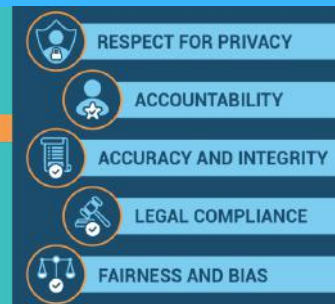 RESPECT FOR PRIVACY
ACCOUNTABILITY
ACCURACY AND INTEGRITY
LEGAL COMPLIANCE
FAIRNESS AND BIAS